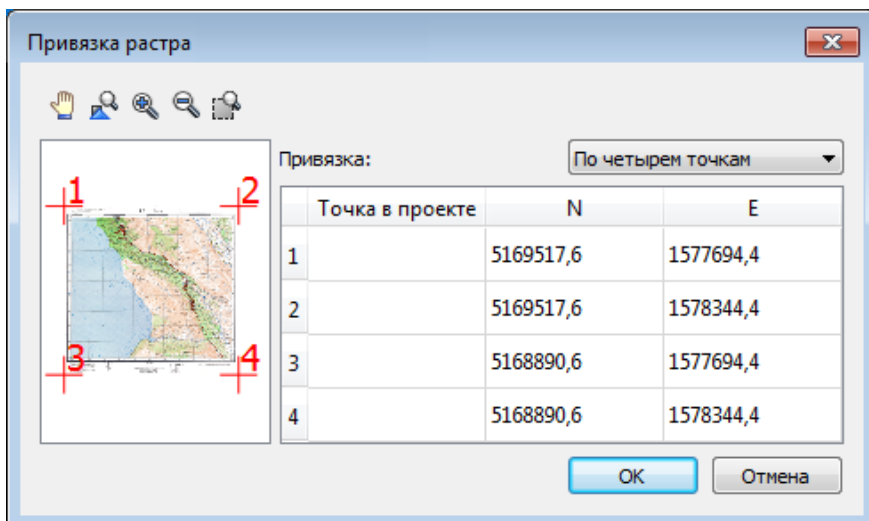 Привязка растра
Привязка: По четырем точкам
1 2
3 4
Точка в проекте N E
1 5169517,6 1577694,4
2 5169517,6 1578344,4
3 5168890,6 1577694,4
4 5168890,6 1578344,4
OK Отмена